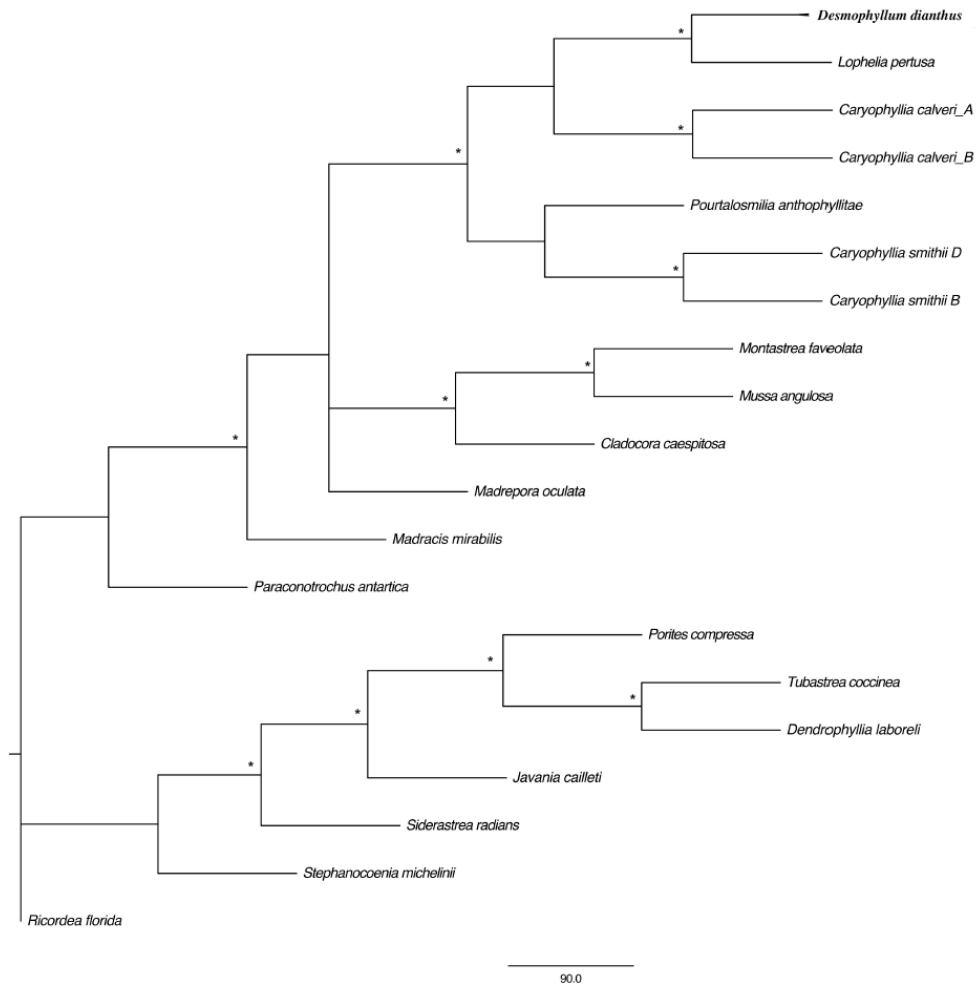 * Desmophyllum dianthus
Lophelia pertusa
Caryophyllia calveri_A
*
*
Caryophyllia calveri_B
Pourtalosmilia anthophyllitae
Caryophyllia smithii D
*
Caryophyllia smithii B
Montastrea faveolata
*
Mussa angulosa
*
Cladocora caespitosa
*
Madrepora oculata
Madracis mirabilis
Paraconotrochus antartica
Porites compressa
*
Tubastrea coccinea
*
*
Dendrophyllia laboreli
*
Javania cailleti
Siderastrea radians
Stephanocoenia michelinii
Ricordea florida
90.0